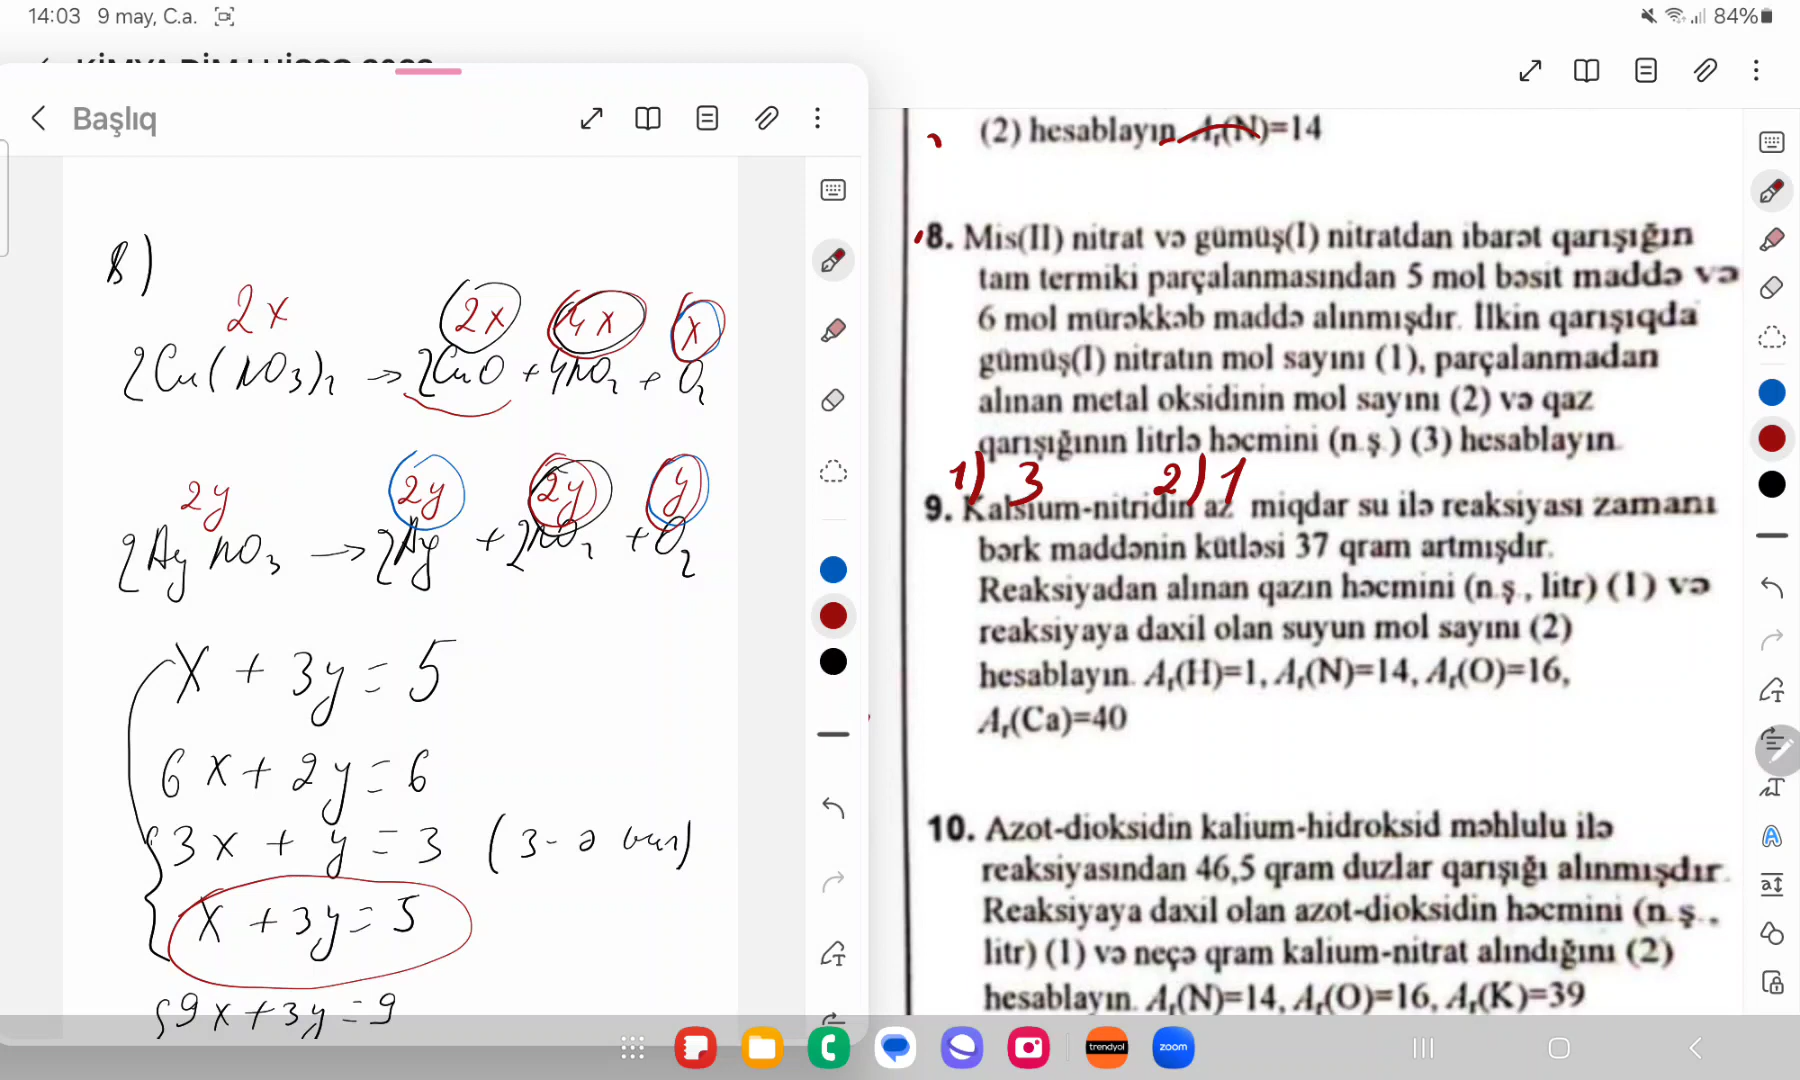 14:03 9 may, C.a.
84%
Başlıq
8)
2x 2x 4x x
2Cu(NO3)2 → 2CuO + 4NO2 + O2
2y 2y 2y y
2AgNO3 → 2Ag + 2NO2 + O2
x + 3y = 5
6x + 2y = 6
3x + y = 3 (3-ə vur)
x + 3y = 5
9x + 3y = 9
(2) hesablayın. Aᵣ(N)=14
8. Mis(II) nitrat və gümüş(I) nitratdan ibarət qarışığın
tam termiki parçalanmasından 5 mol bəsit maddə və
6 mol mürəkkəb maddə alınmışdır. İlkin qarışıqda
gümüş(I) nitratın mol sayını (1), parçalanmadan
alınan metal oksidinin mol sayını (2) və qaz
qarışığının litrlə həcmini (n.ş.) (3) hesablayın.
1) 3 2) 1
9. Kalsium-nitridin az miqdar su ilə reaksiyası zamanı
bərk maddənin kütləsi 37 qram artmışdır.
Reaksiyadan alınan qazın həcmini (n.ş., litr) (1) və
reaksiyaya daxil olan suyun mol sayını (2)
hesablayın. Aᵣ(H)=1, Aᵣ(N)=14, Aᵣ(O)=16,
Aᵣ(Ca)=40
10. Azot-dioksidin kalium-hidroksid məhlulu ilə
reaksiyasından 46,5 qram duzlar qarışığı alınmışdır.
Reaksiyaya daxil olan azot-dioksidin həcmini (n.ş.,
litr) (1) və neçə qram kalium-nitrat alındığını (2)
hesablayın. Aᵣ(N)=14, Aᵣ(O)=16, Aᵣ(K)=39
trendyol
zoom